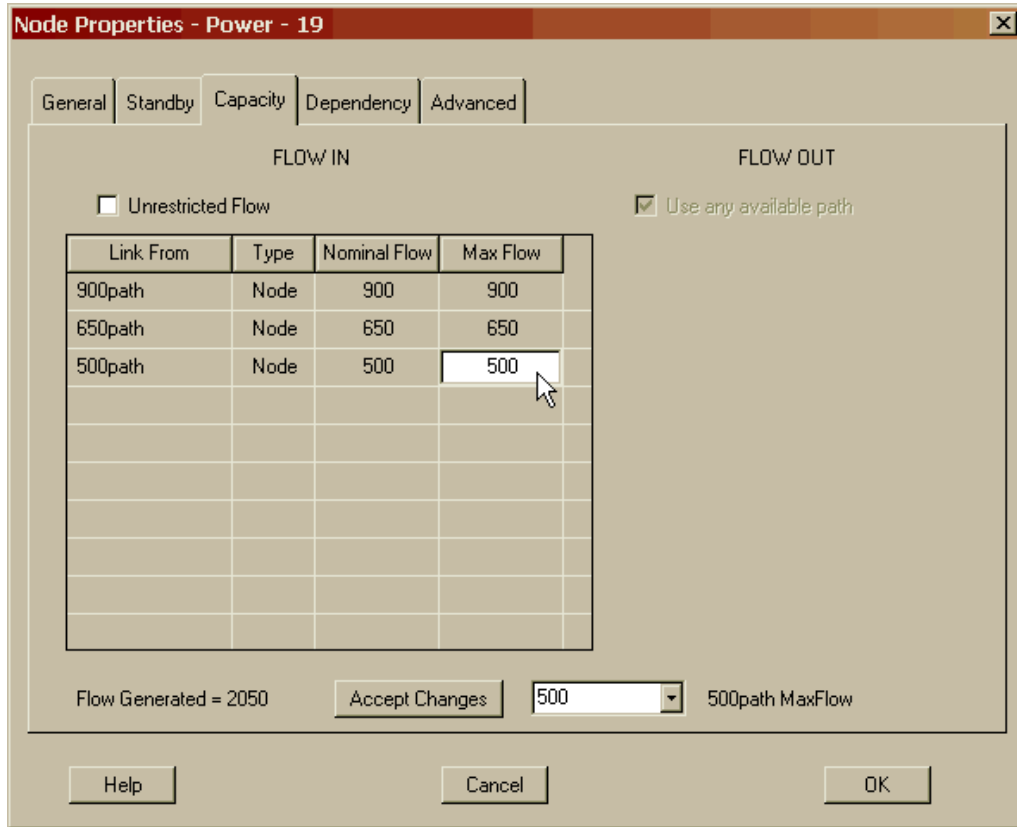 Node Properties - Power - 19
General Standby Capacity Dependency Advanced
FLOW IN FLOW OUT
Unrestricted Flow Use any available path
Link From Type Nominal Flow Max Flow
900path Node 900 900
650path Node 650 650
500path Node 500 500
Flow Generated = 2050 Accept Changes 500 500path MaxFlow
Help Cancel OK